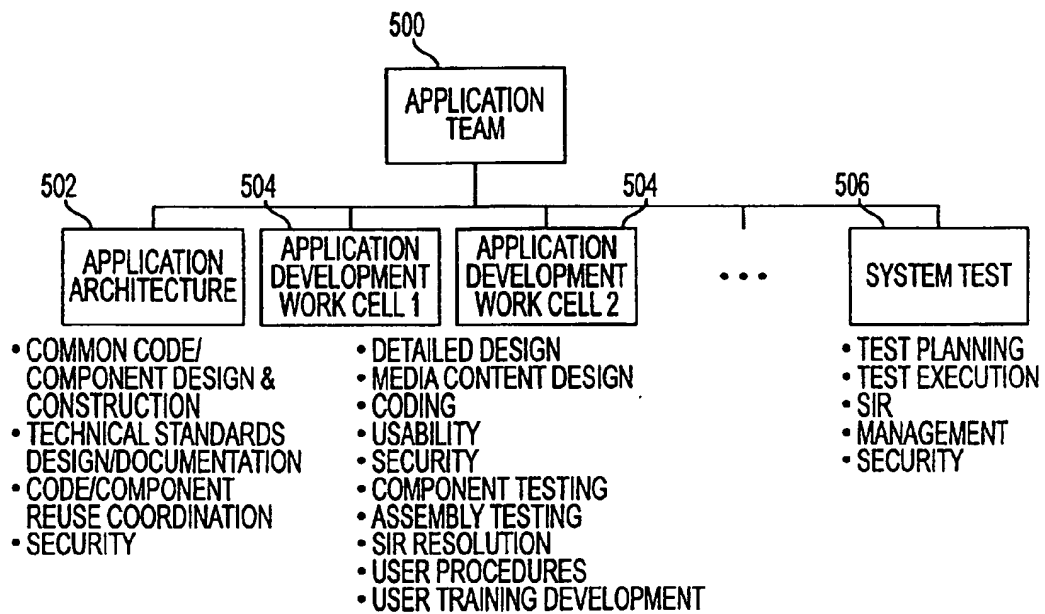 500
APPLICATION
TEAM
502
504
504
506
APPLICATION
ARCHITECTURE
APPLICATION
DEVELOPMENT
WORK CELL 1
APPLICATION
DEVELOPMENT
WORK CELL 2
• • •
SYSTEM TEST
• COMMON CODE/
COMPONENT DESIGN &
CONSTRUCTION
• TECHNICAL STANDARDS
DESIGN/DOCUMENTATION
• CODE/COMPONENT
REUSE COORDINATION
• SECURITY
• DETAILED DESIGN
• MEDIA CONTENT DESIGN
• CODING
• USABILITY
• SECURITY
• COMPONENT TESTING
• ASSEMBLY TESTING
• SIR RESOLUTION
• USER PROCEDURES
• USER TRAINING DEVELOPMENT
• TEST PLANNING
• TEST EXECUTION
• SIR
• MANAGEMENT
• SECURITY